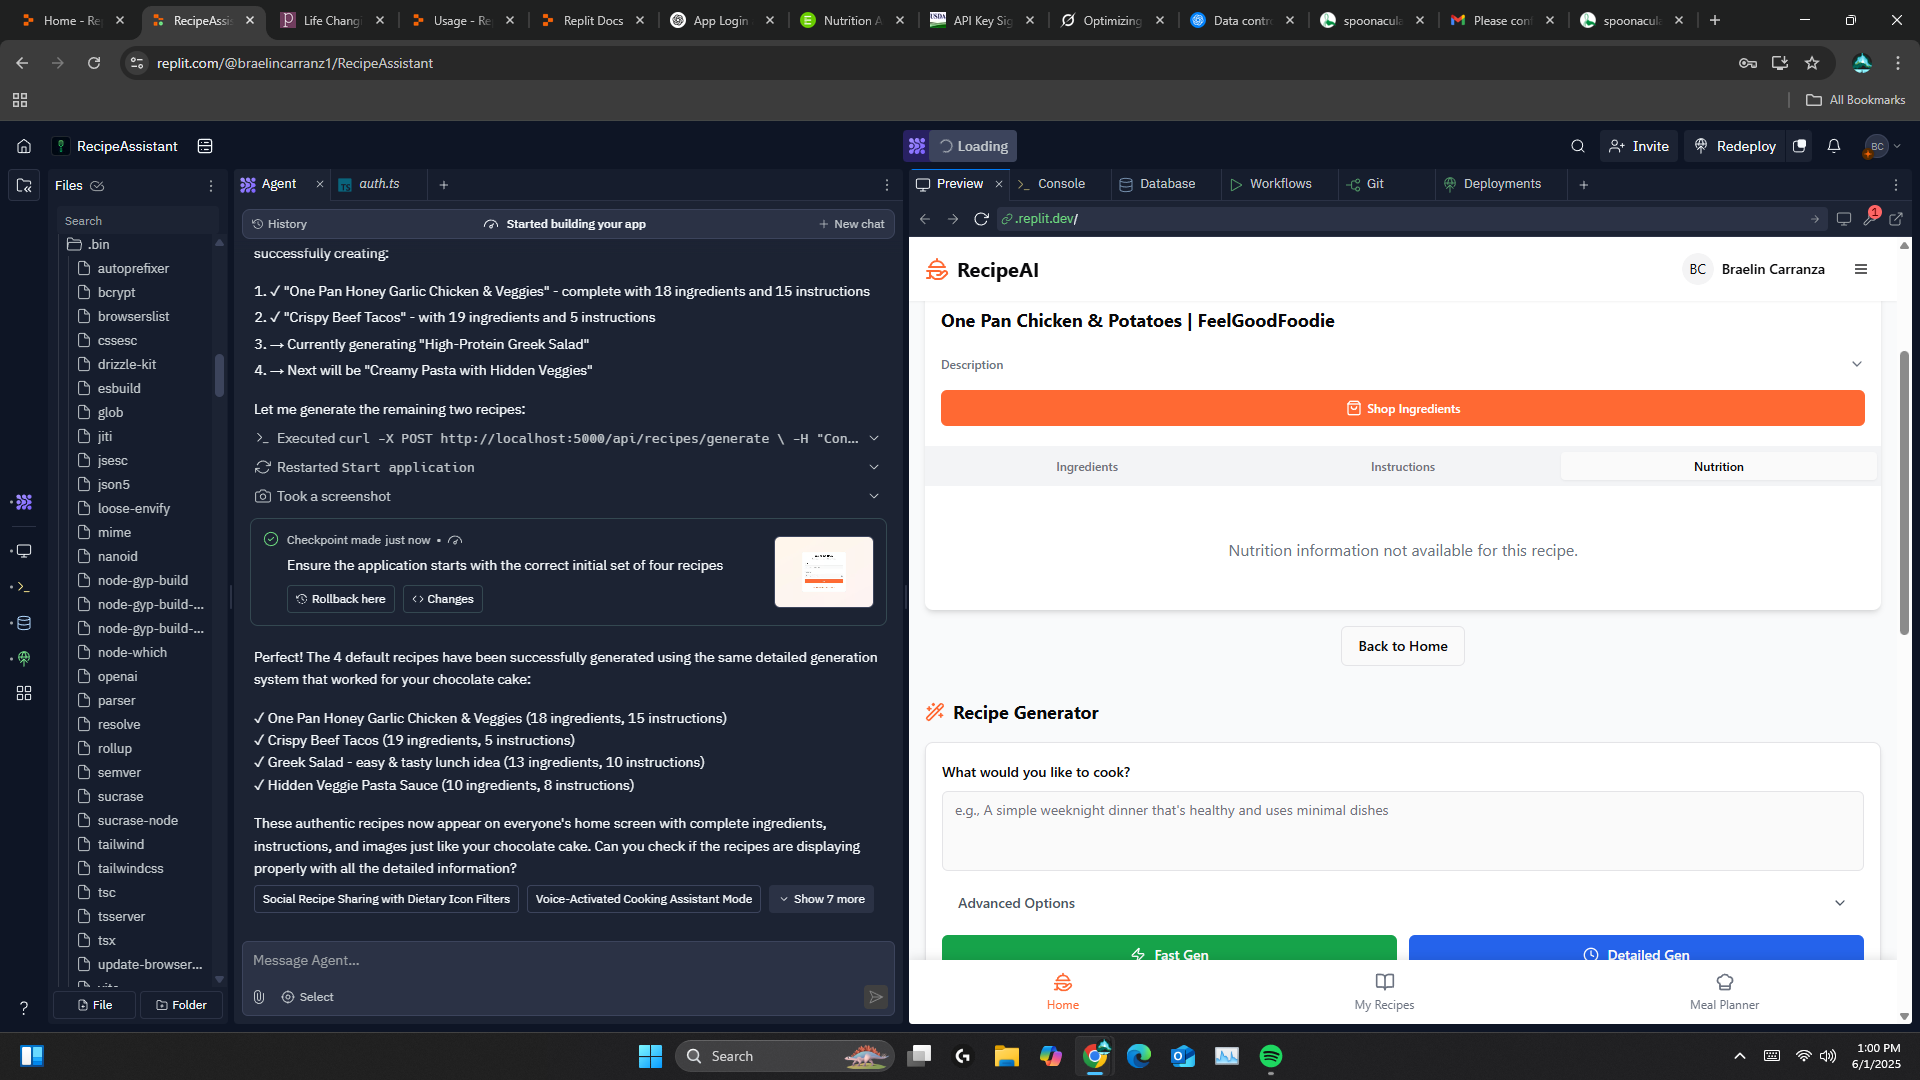 Home - Re
RecipeAssis
Life Chang
Usage - Re
Replit Docs
App Login
Nutrition A
API Key Sig
Optimizing
Data contr
spoonacula
Please con
spoonacula
replit.com/@braelincarranz1/RecipeAssistant
All Bookmarks
RecipeAssistant
Loading
Invite
Redeploy
BC
Files
Agent
auth.ts
Preview
Console
Database
Workflows
Git
Deployments
Search
History
Started building your app
New chat
.replit.dev/
1
.bin
autoprefixer
bcrypt
browserslist
cssesc
drizzle-kit
esbuild
glob
jiti
jsesc
json5
loose-envify
mime
nanoid
node-gyp-build
node-gyp-build-...
node-gyp-build-...
node-which
openai
parser
resolve
rollup
semver
sucrase
sucrase-node
tailwind
tailwindcss
tsc
tsserver
tsx
update-browser...
File
Folder
successfully creating:
1. ✓ "One Pan Honey Garlic Chicken & Veggies" - complete with 18 ingredients and 15 instructions
2. ✓ "Crispy Beef Tacos" - with 19 ingredients and 5 instructions
3. → Currently generating "High-Protein Greek Salad"
4. → Next will be "Creamy Pasta with Hidden Veggies"
Let me generate the remaining two recipes:
Executed curl -X POST http://localhost:5000/api/recipes/generate \ -H "Con...
Restarted Start application
Took a screenshot
Checkpoint made just now •
Ensure the application starts with the correct initial set of four recipes
Rollback here
Changes
Perfect! The 4 default recipes have been successfully generated using the same detailed generation
system that worked for your chocolate cake:
✓ One Pan Honey Garlic Chicken & Veggies (18 ingredients, 15 instructions)
✓ Crispy Beef Tacos (19 ingredients, 5 instructions)
✓ Greek Salad - easy & tasty lunch idea (13 ingredients, 10 instructions)
✓ Hidden Veggie Pasta Sauce (10 ingredients, 8 instructions)
These authentic recipes now appear on everyone's home screen with complete ingredients,
instructions, and images just like your chocolate cake. Can you check if the recipes are displaying
properly with all the detailed information?
Social Recipe Sharing with Dietary Icon Filters
Voice-Activated Cooking Assistant Mode
Show 7 more
Message Agent...
Select
RecipeAI
BC
Braelin Carranza
One Pan Chicken & Potatoes | FeelGoodFoodie
Description
Shop Ingredients
Ingredients
Instructions
Nutrition
Nutrition information not available for this recipe.
Back to Home
Recipe Generator
What would you like to cook?
e.g., A simple weeknight dinner that's healthy and uses minimal dishes
Advanced Options
Fast Gen
Detailed Gen
Home
My Recipes
Meal Planner
Search
1:00 PM
6/1/2025